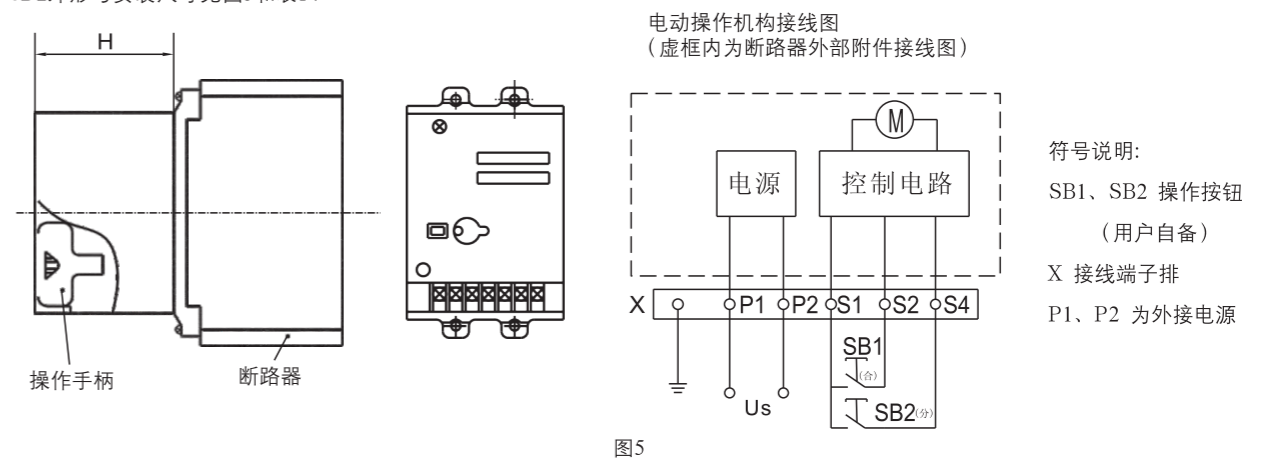 H
操作手柄
断路器
电动操作机构接线图
（虚框内为断路器外部附件接线图）
M
电源
控制电路
X
P1
P2
S1
S2
S4
SB1
(合)
SB2(分)
Us
符号说明:
SB1、SB2 操作按钮
（用户自备）
X 接线端子排
P1、P2 为外接电源
图5